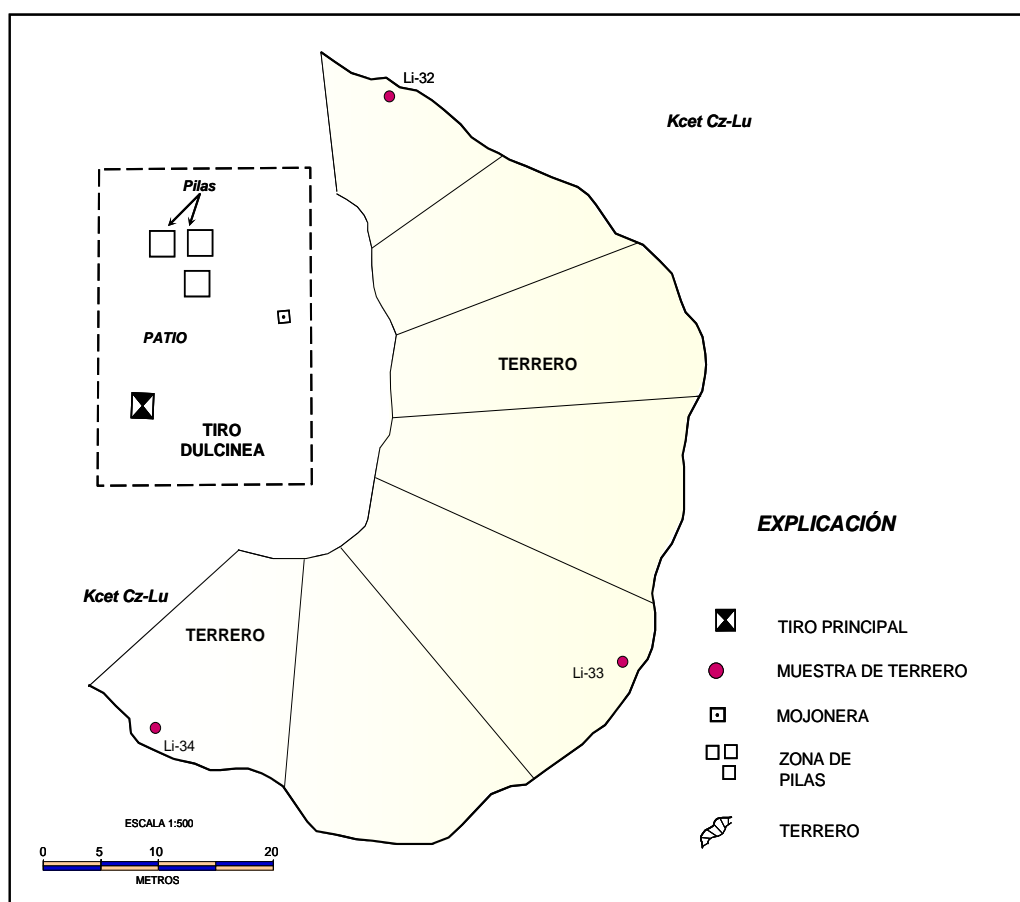 Li-32
Kcet Cz-Lu
Pilas
PATIO
TERRERO
TIRO
DULCINEA
EXPLICACIÓN
Kcet Cz-Lu
TERRERO
TIRO PRINCIPAL
Li-33
MUESTRA DE TERRERO
MOJONERA
Li-34
ZONA DE
PILAS
ESCALA 1:500
TERRERO
0 5 10 20
METROS